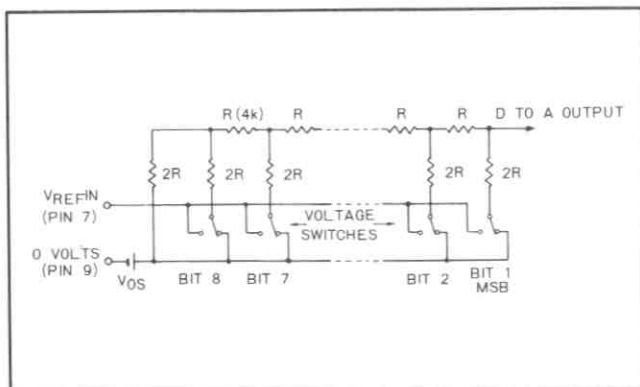 R (4k) R R R D TO A OUTPUT
2R 2R 2R 2R 2R
VREFIN
(PIN 7)
VOLTAGE
SWITCHES
0 VOLTS
(PIN 9)
VOS BIT 8 BIT 7 BIT 2 BIT 1
MSB